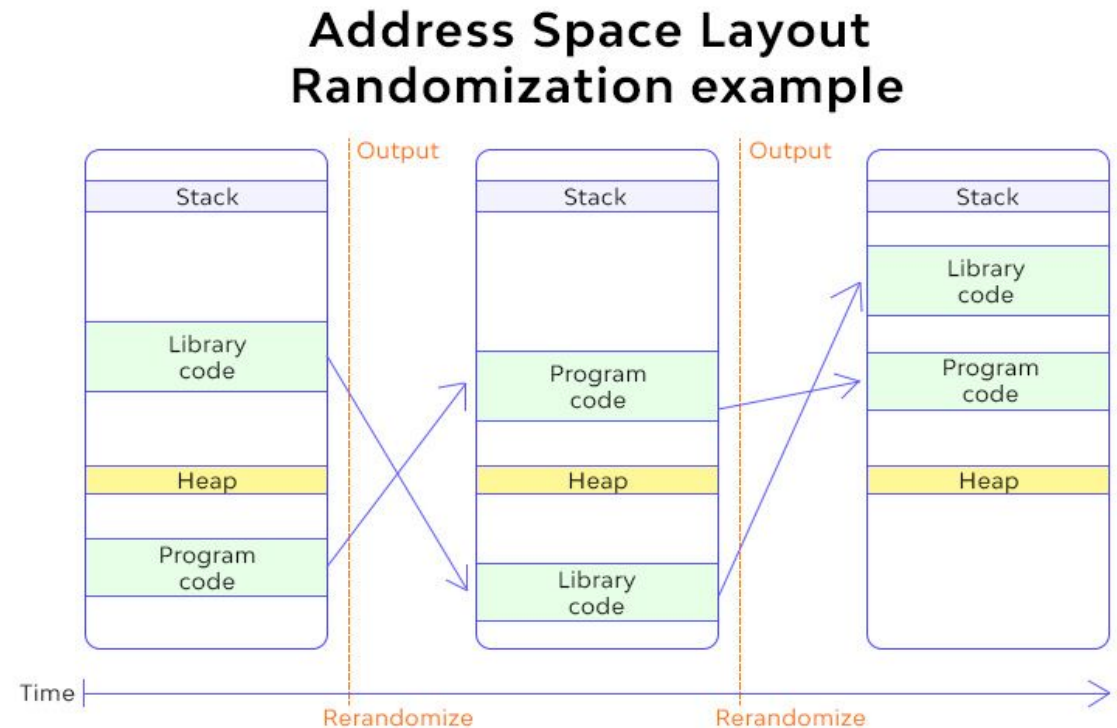 Address Space Layout
Randomization example
Output
Output
Stack
Library
code
Heap
Program
code
Stack
Program
code
Heap
Library
code
Stack
Library
code
Program
code
Heap
Time
Rerandomize
Rerandomize